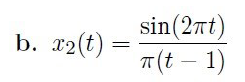 b. x₂(t) = sin(2πt) / π(t − 1)